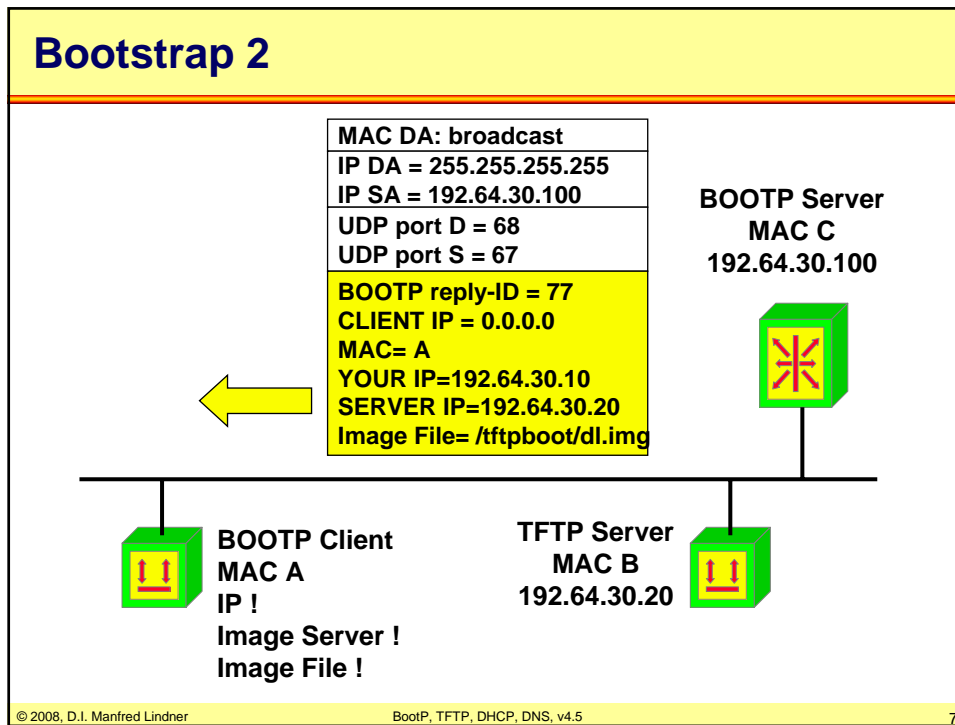 Bootstrap 2
MAC DA: broadcast
IP DA = 255.255.255.255
IP SA = 192.64.30.100
UDP port D = 68
UDP port S = 67
BOOTP reply-ID = 77
CLIENT IP = 0.0.0.0
MAC= A
YOUR IP=192.64.30.10
SERVER IP=192.64.30.20
Image File= /tftpboot/dl.img
BOOTP Server
MAC C
192.64.30.100
BOOTP Client
MAC A
IP !
Image Server !
Image File !
TFTP Server
MAC B
192.64.30.20
© 2008, D.I. Manfred Lindner
BootP, TFTP, DHCP, DNS, v4.5
7